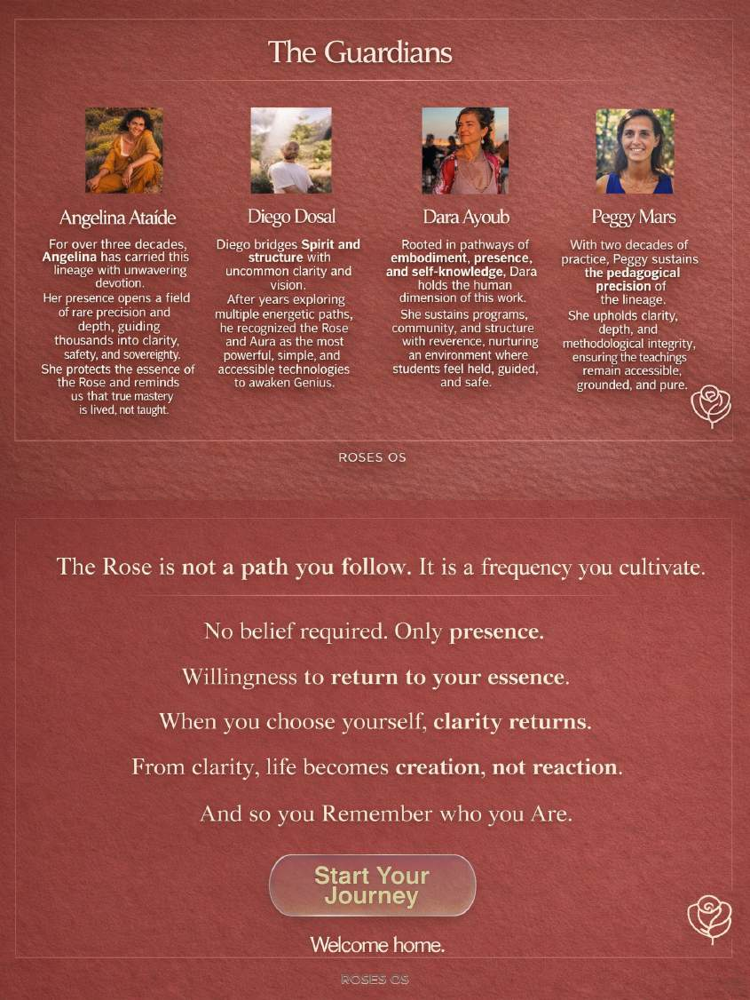 The Guardians
Angelina Ataíde
For over three decades,
Angelina has carried this
lineage with unwavering
devotion.
Her presence opens a field
of rare precision and
depth, guiding
thousands into clarity,
safety, and sovereignty.
She protects the essence of
the Rose and reminds
us that true mastery
is lived, not taught.
Diego Dosal
Diego bridges Spirit and
structure with
uncommon clarity and
vision.
After years exploring
multiple energetic paths,
he recognized the Rose
and Aura as the most
powerful, simple, and
accessible technologies
to awaken Genius.
Dara Ayoub
Rooted in pathways of
embodiment, presence,
and self-knowledge, Dara
holds the human
dimension of this work.
She sustains programs,
community, and structure
with reverence, nurturing
an environment where
students feel held, guided,
and safe.
Peggy Mars
With two decades of
practice, Peggy sustains
the pedagogical
precision of
the lineage.
She upholds clarity,
depth, and
methodological integrity,
ensuring the teachings
remain accessible,
grounded, and pure.
ROSES OS
The Rose is not a path you follow. It is a frequency you cultivate.
No belief required. Only presence.
Willingness to return to your essence.
When you choose yourself, clarity returns.
From clarity, life becomes creation, not reaction.
And so you Remember who you Are.
Start Your
Journey
Welcome home.
ROSES OS